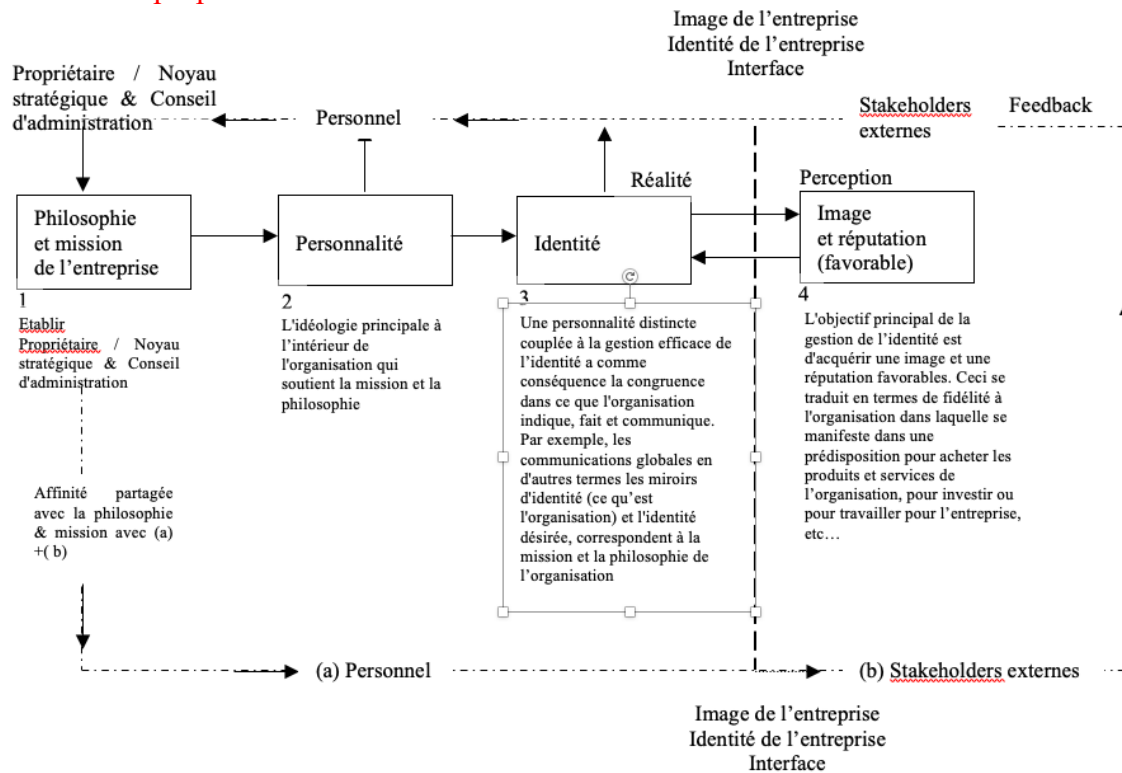 Image de l'entreprise
Identité de l'entreprise
Interface
Propriétaire / Noyau
stratégique & Conseil
d'administration
Personnel
Stakeholders
externes
Feedback
Réalité
Perception
Philosophie
et mission
de l'entreprise
Personnalité
Identité
Image
et réputation
(favorable)
1
Etablir
Propriétaire / Noyau
stratégique & Conseil
d'administration
2
L'idéologie principale à
l'intérieur de
l'organisation qui
soutient la mission et la
philosophie
3
Une personnalité distincte
couplée à la gestion efficace de
l'identité a comme
conséquence la congruence
dans ce que l'organisation
indique, fait et communique.
Par exemple, les
communications globales en
d'autres termes les miroirs
d'identité (ce qu'est
l'organisation) et l'identité
désirée, correspondent à la
mission et la philosophie de
l'organisation
4
L'objectif principal de la
gestion de l'identité est
d'acquérir une image et une
réputation favorables. Ceci se
traduit en termes de fidélité à
l'organisation dans laquelle se
manifeste dans une
prédisposition pour acheter les
produits et services de
l'organisation, pour investir ou
pour travailler pour l'entreprise,
etc…
Affinité partagée
avec la philosophie
& mission avec (a)
+( b)
(a) Personnel
(b) Stakeholders externes
Image de l'entreprise
Identité de l'entreprise
Interface